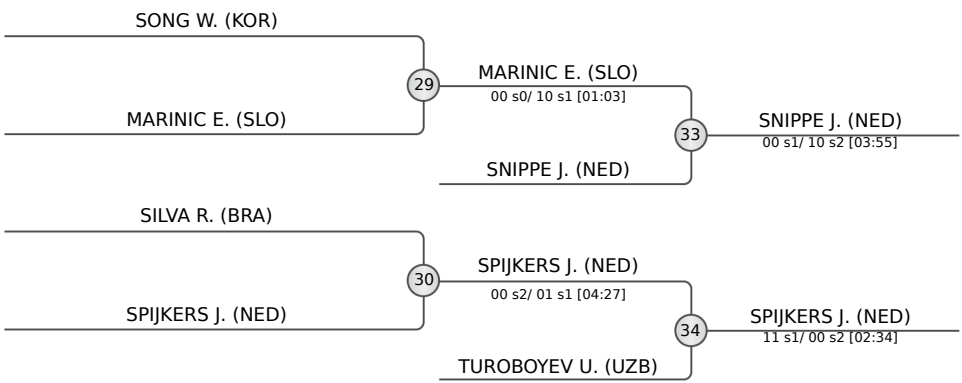 SONG W. (KOR)
29
MARINIC E. (SLO)
MARINIC E. (SLO)
00 s0/ 10 s1 [01:03]
33
SNIPPE J. (NED)
SNIPPE J. (NED)
00 s1/ 10 s2 [03:55]
SILVA R. (BRA)
30
SPIJKERS J. (NED)
SPIJKERS J. (NED)
00 s2/ 01 s1 [04:27]
34
TUROBOYEV U. (UZB)
SPIJKERS J. (NED)
11 s1/ 00 s2 [02:34]